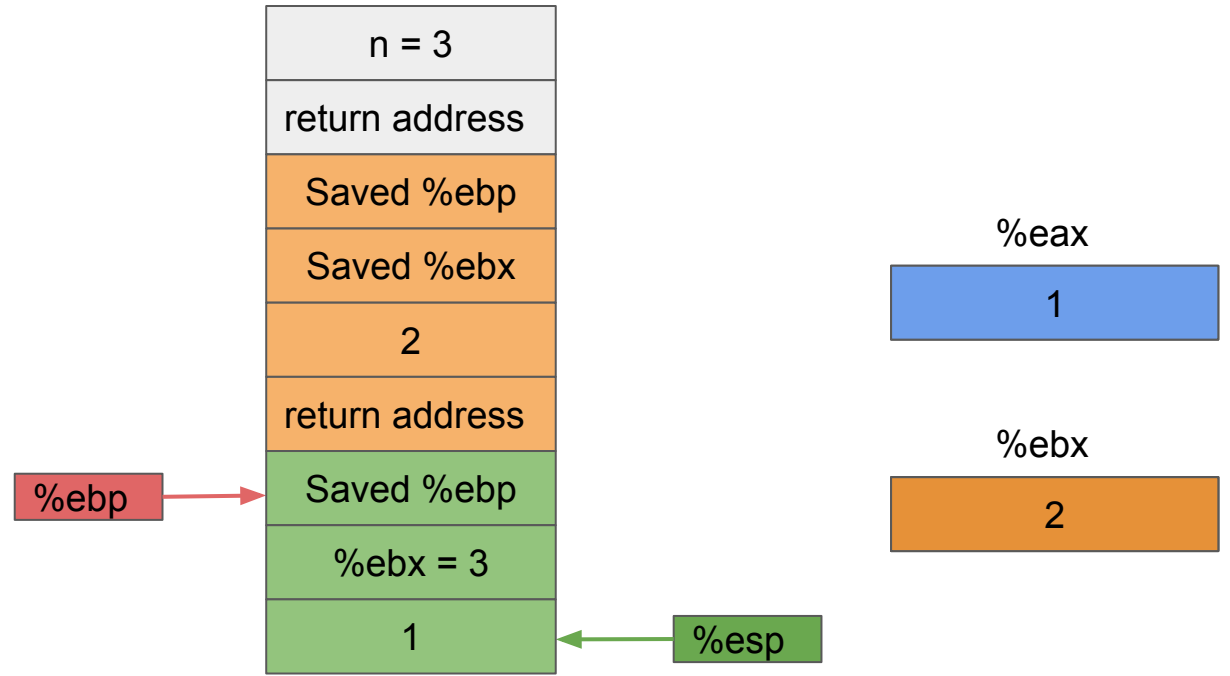 n = 3
return address
Saved %ebp
Saved %ebx
2
return address
Saved %ebp
%ebx = 3
1
%ebp
%esp
%eax
1
%ebx
2